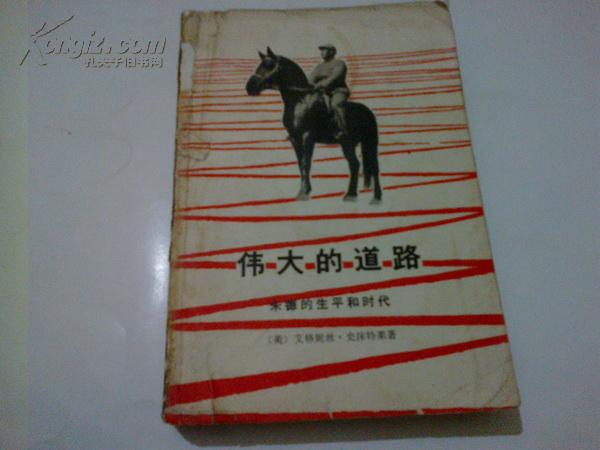 Kongfz.com
孔夫子旧书网
伟大的道路
朱德的生平和时代
〔美〕艾格妮丝·史沫特莱著